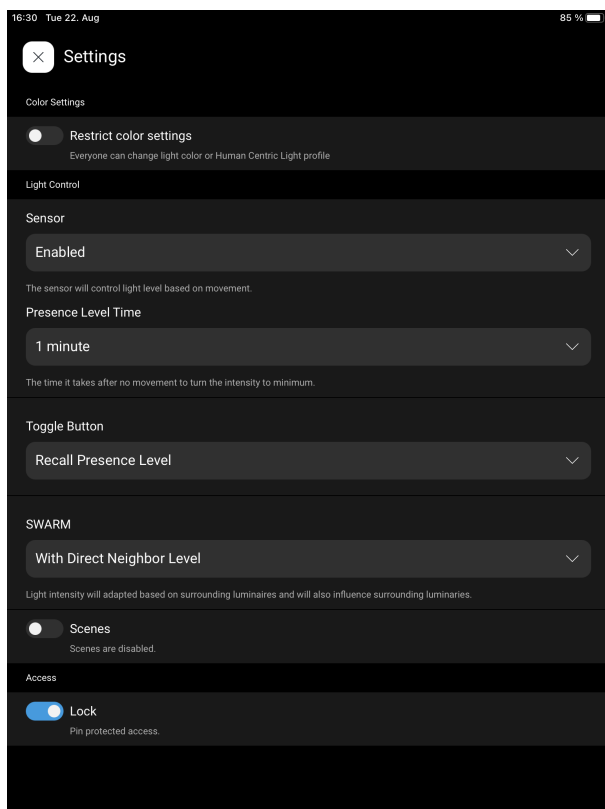 16:30 Tue 22. Aug 85 %
Settings
Color Settings
Restrict color settings
Everyone can change light color or Human Centric Light profile
Light Control
Sensor
Enabled
The sensor will control light level based on movement.
Presence Level Time
1 minute
The time it takes after no movement to turn the intensity to minimum.
Toggle Button
Recall Presence Level
SWARM
With Direct Neighbor Level
Light intensity will adapted based on surrounding luminaires and will also influence surrounding luminaries.
Scenes
Scenes are disabled.
Access
Lock
Pin protected access.